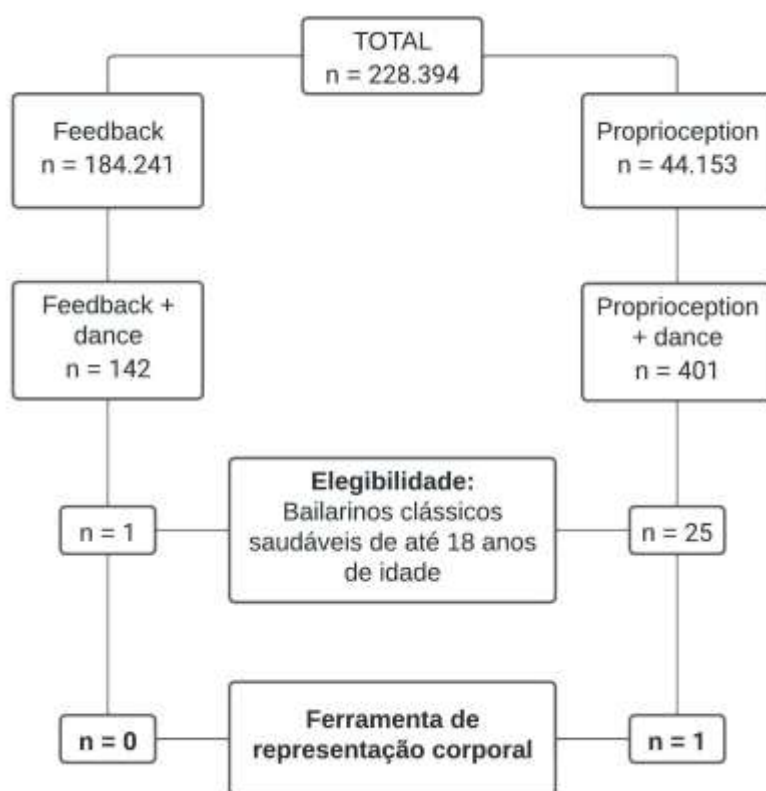 TOTAL
n = 228.394
Feedback
n = 184.241
Proprioception
n = 44.153
Feedback +
dance
n = 142
Proprioception
+ dance
n = 401
Elegibilidade:
Bailarinos clássicos
saudáveis de até 18 anos
de idade
n = 1
n = 25
Ferramenta de
representação corporal
n = 0
n = 1